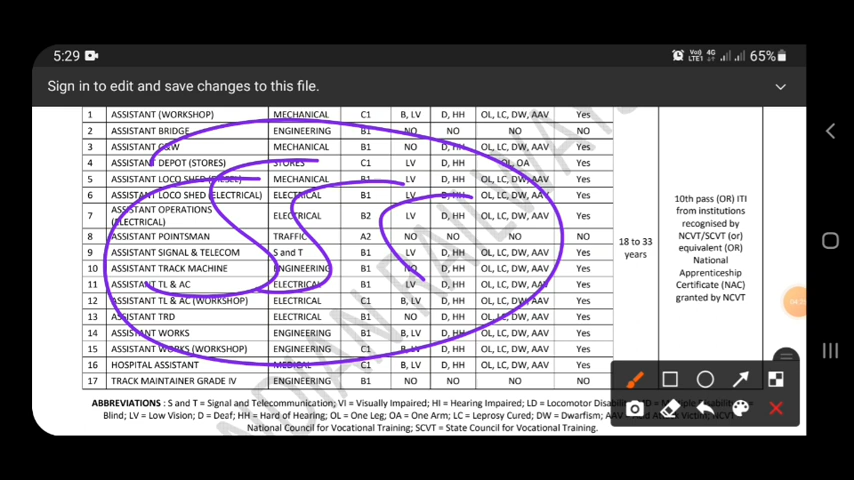 5:29
Vo)) 4G LTE1 65%
Sign in to edit and save changes to this file.
1 ASSISTANT (WORKSHOP) MECHANICAL C1 B, LV D, HH OL, LC, DW, AAV Yes
2 ASSISTANT BRIDGE ENGINEERING B1 NO NO NO NO
3 ASSISTANT C&W MECHANICAL B1 NO D, HH OL, LC, DW, AAV Yes
4 ASSISTANT DEPOT (STORES) STORES C1 LV D, HH OL, OA Yes
5 ASSISTANT LOCO SHED (DIESEL) MECHANICAL B1 LV D, HH OL, LC, DW, AAV Yes
6 ASSISTANT LOCO SHED (ELECTRICAL) ELECTRICAL B1 LV D, HH OL, LC, DW, AAV Yes
7 ASSISTANT OPERATIONS (ELECTRICAL) ELECTRICAL B2 LV D, HH OL, LC, DW, AAV Yes
8 ASSISTANT POINTSMAN TRAFFIC A2 NO NO NO NO
9 ASSISTANT SIGNAL & TELECOM S and T B1 LV D, HH OL, LC, DW, AAV Yes
10 ASSISTANT TRACK MACHINE ENGINEERING B1 NO D, HH OL, LC, DW, AAV Yes
11 ASSISTANT TL & AC ELECTRICAL B1 LV D, HH OL, LC, DW, AAV Yes
12 ASSISTANT TL & AC (WORKSHOP) ELECTRICAL C1 B, LV D, HH OL, LC, DW, AAV Yes
13 ASSISTANT TRD ELECTRICAL B1 NO D, HH OL, LC, DW, AAV Yes
14 ASSISTANT WORKS ENGINEERING B1 B, LV D, HH OL, LC, DW, AAV Yes
15 ASSISTANT WORKS (WORKSHOP) ENGINEERING C1 B, LV D, HH OL, LC, DW, AAV Yes
16 HOSPITAL ASSISTANT MEDICAL C1 B, LV D, HH OL, LC, DW, AAV Yes
17 TRACK MAINTAINER GRADE IV ENGINEERING B1 NO NO NO NO
18 to 33
years
10th pass (OR) ITI
from institutions
recognised by
NCVT/SCVT (or)
equivalent (OR)
National
Apprenticeship
Certificate (NAC)
granted by NCVT
INDIAN RAILWAYS
SSC
ABBREVIATIONS : S and T = Signal and Telecommunication; VI = Visually Impaired; HI = Hearing Impaired; LD = Locomotor
Blind; LV = Low Vision; D = Deaf; HH = Hard of Hearing; OL = One Leg; OA = One Arm; LC = Leprosy Cured; DW = Dwarfism; AAV
National Council for Vocational Training; SCVT = State Council for Vocational Training.